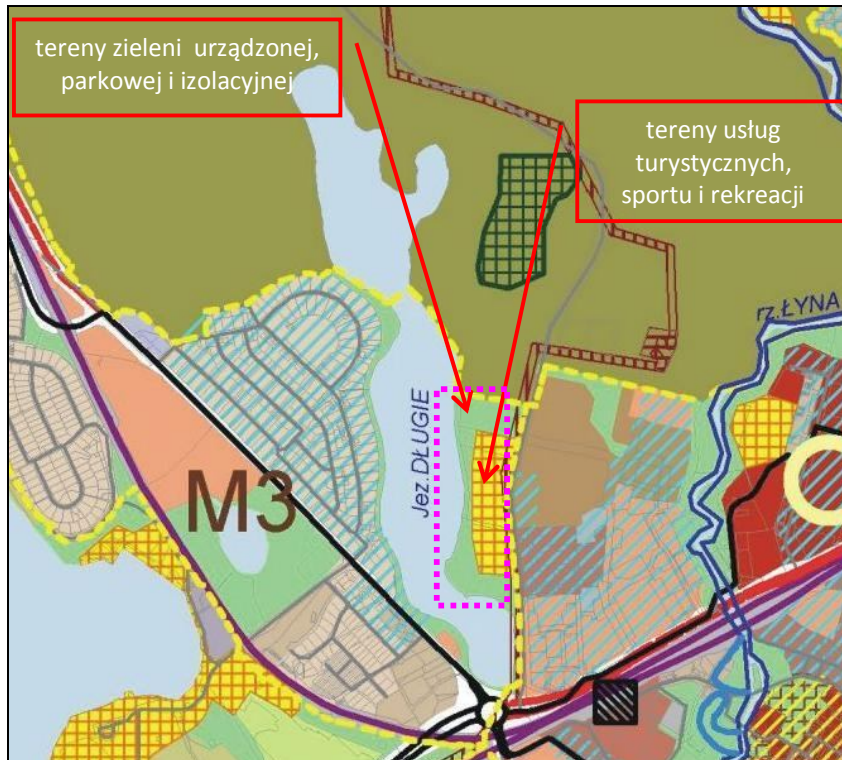 tereny zieleni urządzonej,
parkowej i izolacyjnej
tereny usług
turystycznych,
sportu i rekreacji
rz.ŁYNA
Jez.DŁUGIE
M3